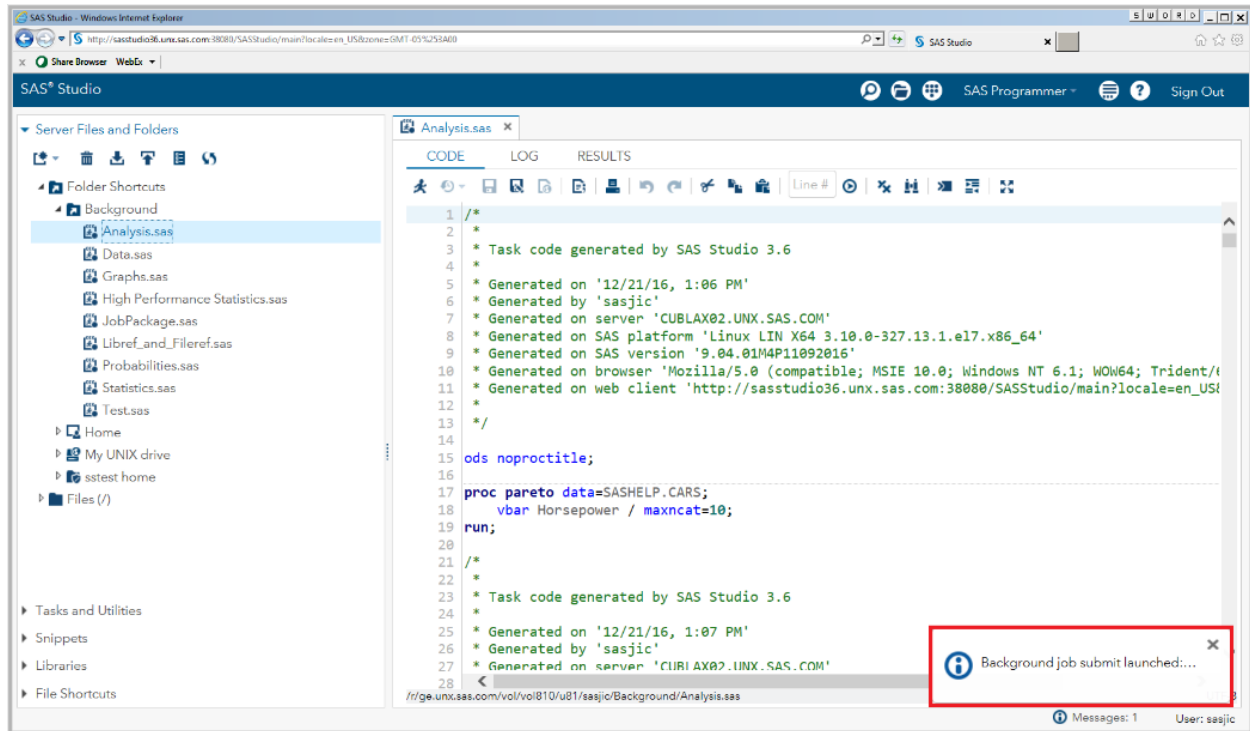 SAS Studio - Windows Internet Explorer
S W O R D
http://sasstudio36.unx.sas.com:38080/SASStudio/main?locale=en_US&zone=GMT-05%253A00
SAS Studio
x Share Browser WebEx
SAS® Studio
SAS Programmer
Sign Out
Server Files and Folders
Folder Shortcuts
Background
Analysis.sas
Data.sas
Graphs.sas
High Performance Statistics.sas
JobPackage.sas
Libref_and_Fileref.sas
Probabilities.sas
Statistics.sas
Test.sas
Home
My UNIX drive
sstest home
Files (/)
Tasks and Utilities
Snippets
Libraries
File Shortcuts
Analysis.sas
CODE LOG RESULTS
Line #
1 /*
2 *
3 * Task code generated by SAS Studio 3.6
4 *
5 * Generated on '12/21/16, 1:06 PM'
6 * Generated by 'sasjic'
7 * Generated on server 'CUBLAX02.UNX.SAS.COM'
8 * Generated on SAS platform 'Linux LIN X64 3.10.0-327.13.1.el7.x86_64'
9 * Generated on SAS version '9.04.01M4P11092016'
10 * Generated on browser 'Mozilla/5.0 (compatible; MSIE 10.0; Windows NT 6.1; WOW64; Trident/
11 * Generated on web client 'http://sasstudio36.unx.sas.com:38080/SASStudio/main?locale=en_US
12 *
13 */
14
15 ods noproctitle;
16
17 proc pareto data=SASHELP.CARS;
18 vbar Horsepower / maxncat=10;
19 run;
20
21 /*
22 *
23 * Task code generated by SAS Studio 3.6
24 *
25 * Generated on '12/21/16, 1:07 PM'
26 * Generated by 'sasjic'
27 * Generated on server 'CUBLAX02.UNX.SAS.COM'
28
/r/ge.unx.sas.com/vol/vol810/u81/sasjic/Background/Analysis.sas
Background job submit launched:...
Messages: 1
User: sasjic